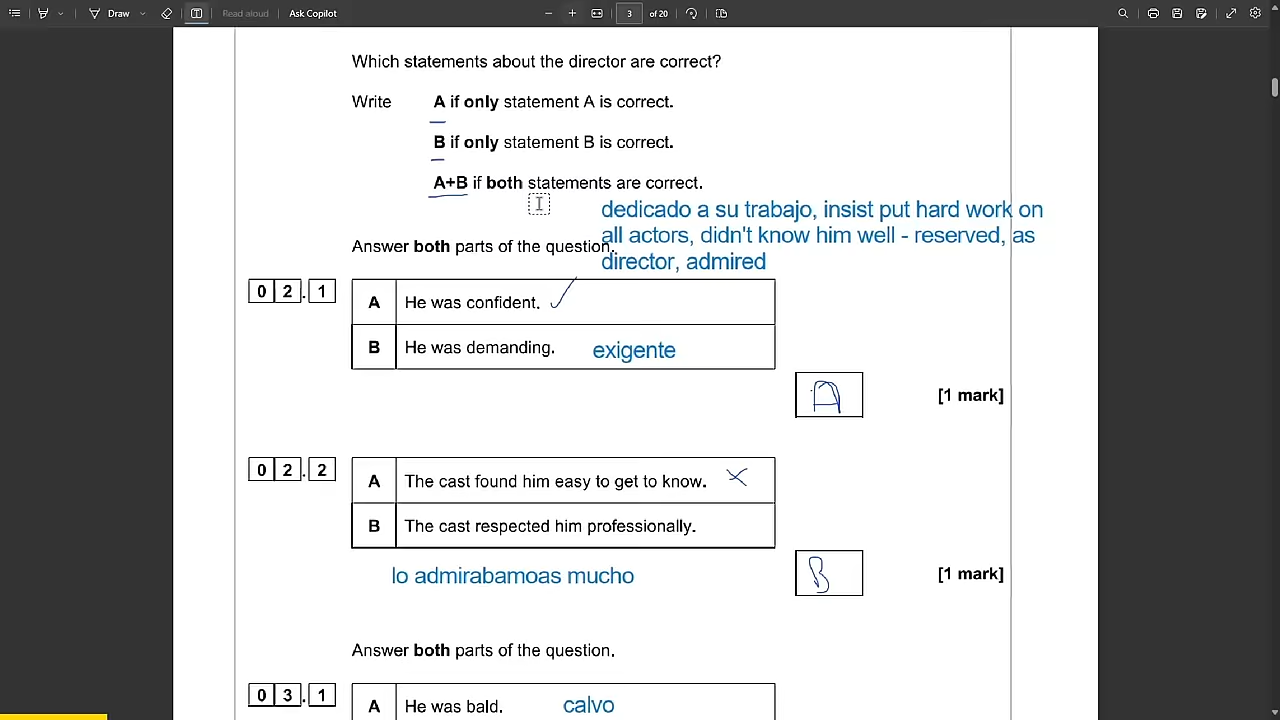 Draw
Read aloud
Ask Copilot
3
of 20
Which statements about the director are correct?
Write A if only statement A is correct.
B if only statement B is correct.
A+B if both statements are correct.
dedicado a su trabajo, insist put hard work on
all actors, didn't know him well - reserved, as
director, admired
Answer both parts of the question.
0 2 . 1
A He was confident.
B He was demanding. exigente
A
[1 mark]
0 2 . 2
A The cast found him easy to get to know.
B The cast respected him professionally.
lo admirabamoas mucho
B
[1 mark]
Answer both parts of the question.
0 3 . 1
A He was bald. calvo